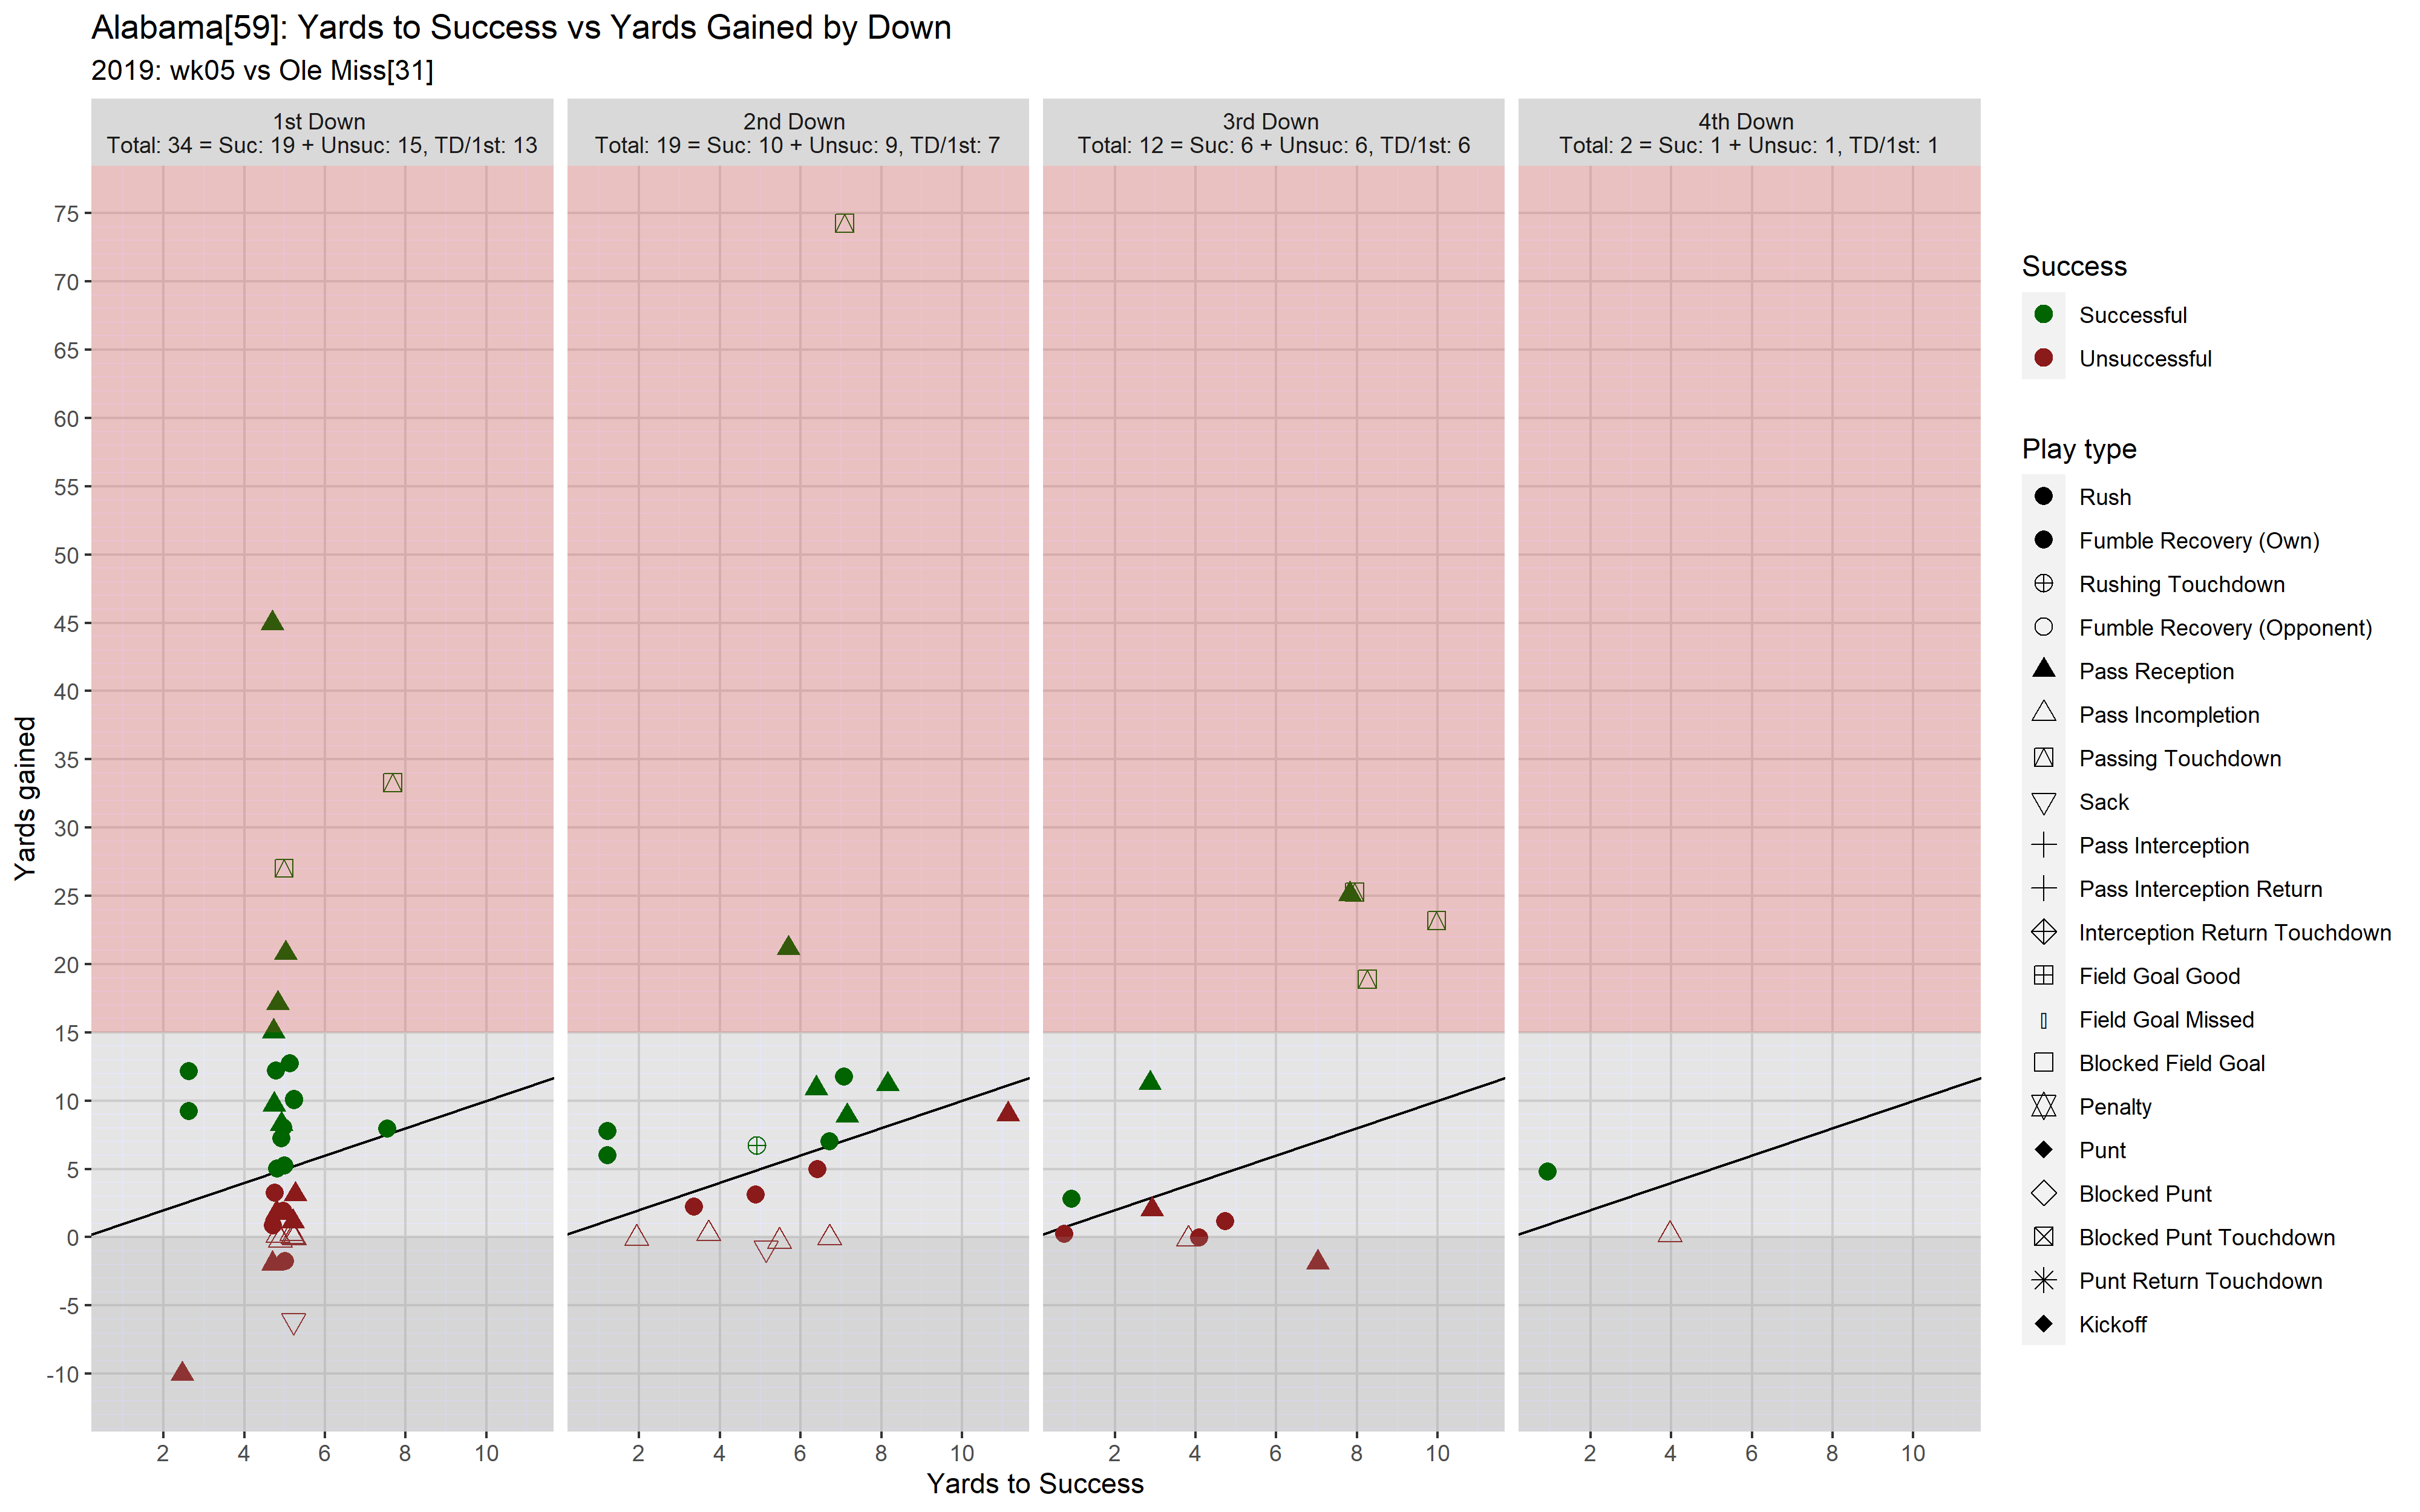 Alabama[59]: Yards to Success vs Yards Gained by Down
2019: wk05 vs Ole Miss[31]
1st Down
Total: 34 = Suc: 19 + Unsuc: 15, TD/1st: 13
2nd Down
Total: 19 = Suc: 10 + Unsuc: 9, TD/1st: 7
3rd Down
Total: 12 = Suc: 6 + Unsuc: 6, TD/1st: 6
4th Down
Total: 2 = Suc: 1 + Unsuc: 1, TD/1st: 1
Yards gained
75
70
65
60
55
50
45
40
35
30
25
20
15
10
5
0
-5
-10
2 4 6 8 10
2 4 6 8 10
2 4 6 8 10
2 4 6 8 10
Yards to Success
Success
Successful
Unsuccessful
Play type
Rush
Fumble Recovery (Own)
Rushing Touchdown
Fumble Recovery (Opponent)
Pass Reception
Pass Incompletion
Passing Touchdown
Sack
Pass Interception
Pass Interception Return
Interception Return Touchdown
Field Goal Good
Field Goal Missed
Blocked Field Goal
Penalty
Punt
Blocked Punt
Blocked Punt Touchdown
Punt Return Touchdown
Kickoff